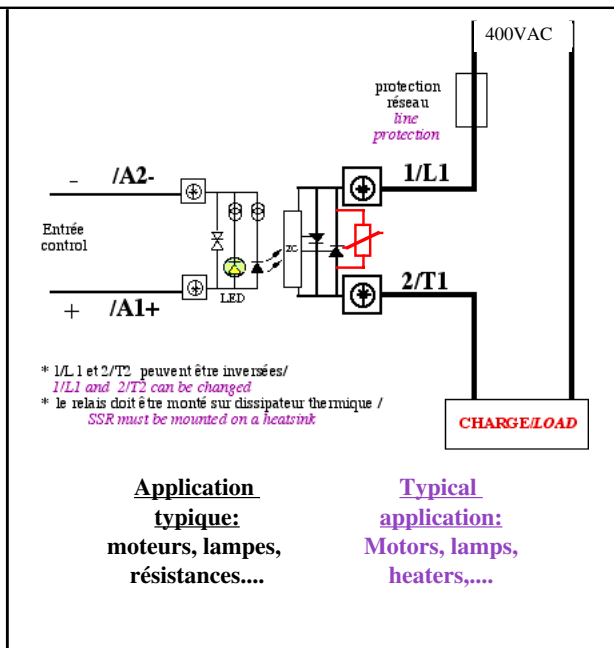 400VAC
protection
réseau
line
protection
- /A2-
1/L1
Entrée
control
ZC
LED
2/T1
+ /A1+
* 1/L1 et 2/T2 peuvent être inversées/
1/L1 and 2/T2 can be changed
* le relais doit être monté sur dissipateur thermique /
SSR must be mounted on a heatsink
CHARGE/LOAD
Application
typique:
moteurs, lampes,
résistances....
Typical
application:
Motors, lamps,
heaters,....